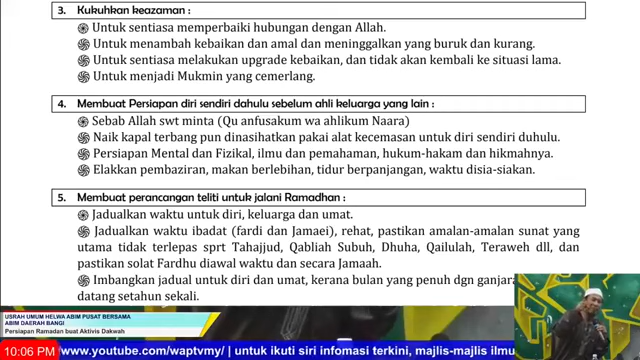 3. Kukuhkan keazaman :
Untuk sentiasa memperbaiki hubungan dengan Allah.
Untuk menambah kebaikan dan amal dan meninggalkan yang buruk dan kurang.
Untuk sentiasa melakukan upgrade kebaikan, dan tidak akan kembali ke situasi lama.
Untuk menjadi Mukmin yang cemerlang.
4. Membuat Persiapan diri sendiri dahulu sebelum ahli keluarga yang lain :
Sebab Allah swt minta (Qu anfusakum wa ahlikum Naara)
Naik kapal terbang pun dinasihatkan pakai alat kecemasan untuk diri sendiri duhulu.
Persiapan Mental dan Fizikal, ilmu dan pemahaman, hukum-hakam dan hikmahnya.
Elakkan pembaziran, makan berlebihan, tidur berpanjangan, waktu disia-siakan.
5. Membuat perancangan teliti untuk jalani Ramadhan :
Jadualkan waktu untuk diri, keluarga dan umat.
Jadualkan waktu ibadat (fardi dan Jamaei), rehat, pastikan amalan-amalan sunat yang
utama tidak terlepas sprt Tahajjud, Qabliah Subuh, Dhuha, Qailulah, Teraweh dll, dan
pastikan solat Fardhu diawal waktu dan secara Jamaah.
Imbangkan jadual untuk diri dan umat, kerana bulan yang penuh dgn ganjara
datang setahun sekali.
USRAH UMUM HELWA ABIM PUSAT BERSAMA
ABIM DAERAH BANGI
Persiapan Ramadan buat Aktivis Dakwah
10:06 PM www.youtube.com/waptvmy/ | untuk ikuti siri infomasi terkini, majlis-majlis ilmu